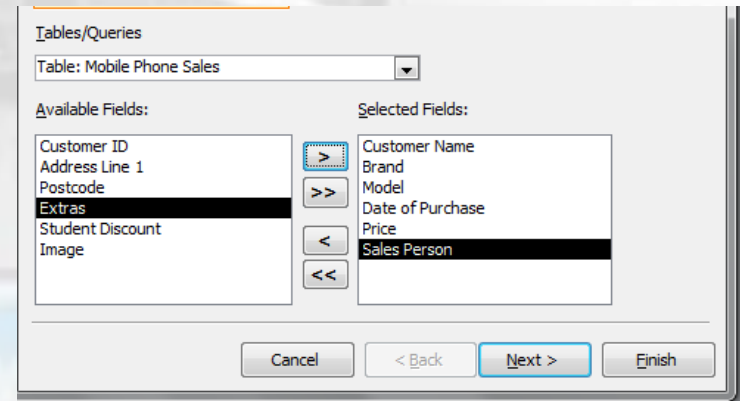 Tables/Queries
Table: Mobile Phone Sales
Available Fields:
Selected Fields:
Customer ID
Address Line 1
Postcode
Extras
Student Discount
Image
>
>>
<
<<
Customer Name
Brand
Model
Date of Purchase
Price
Sales Person
Cancel
< Back
Next >
Finish